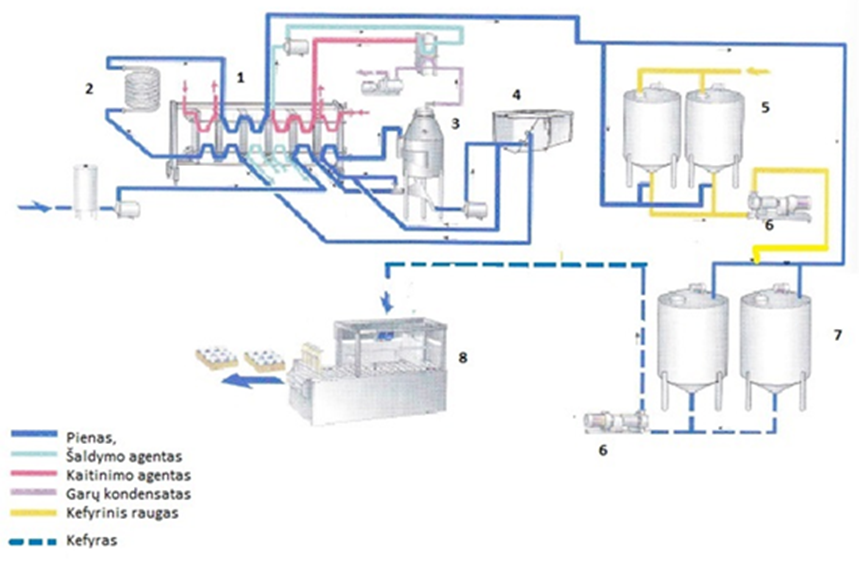 1
2
3
4
5
6
7
8
6
Pienas,
Šaldymo agentas
Kaitinimo agentas
Garų kondensatas
Kefyrinis raugas
Kefyras